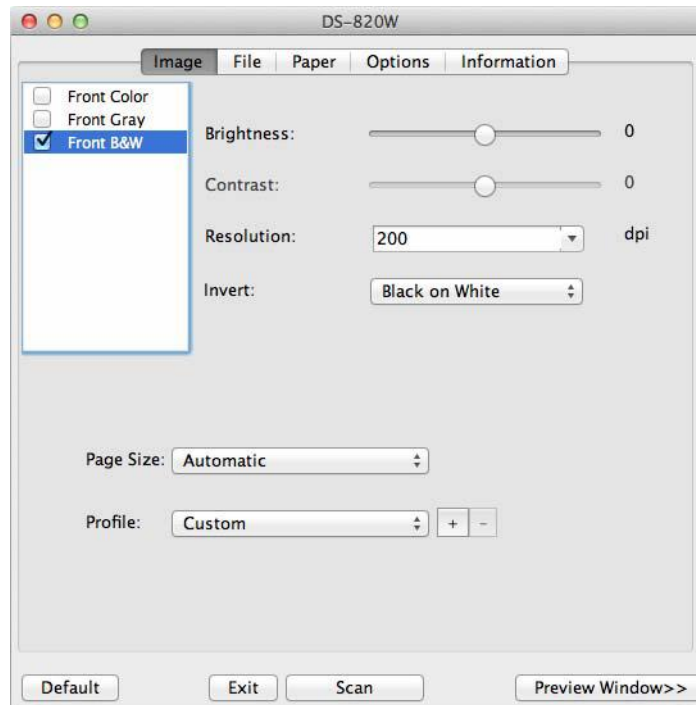 DS-820W
Image File Paper Options Information
Front Color
Front Gray
Front B&W
Brightness: 0
Contrast: 0
Resolution: 200 dpi
Invert: Black on White
Page Size: Automatic
Profile: Custom + -
Default Exit Scan Preview Window>>